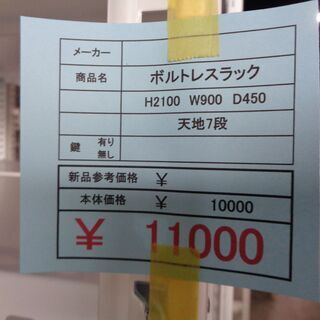 メーカー
商品名 ボルトレスラック
H2100 W900 D450
天地7段
鍵 有り 無し
新品参考価格 ¥
本体価格 ¥ 10000
¥ 11000